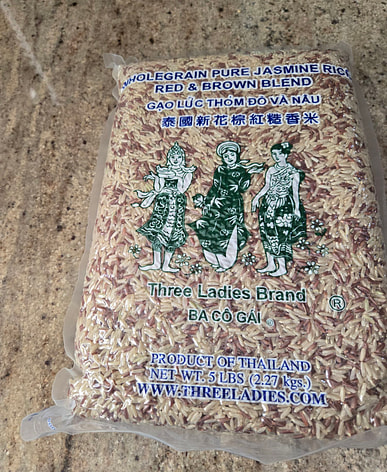 WHOLEGRAIN PURE JASMINE RICE
RED & BROWN BLEND
GẠO LỨC THƠM ĐỎ VÀ NÂU
泰國新花棕紅糙香米
Three Ladies Brand ®
BA CÔ GÁI
PRODUCT OF THAILAND
NET WT. 5 LBS (2.27 kgs.)
WWW.THREELADIES.COM